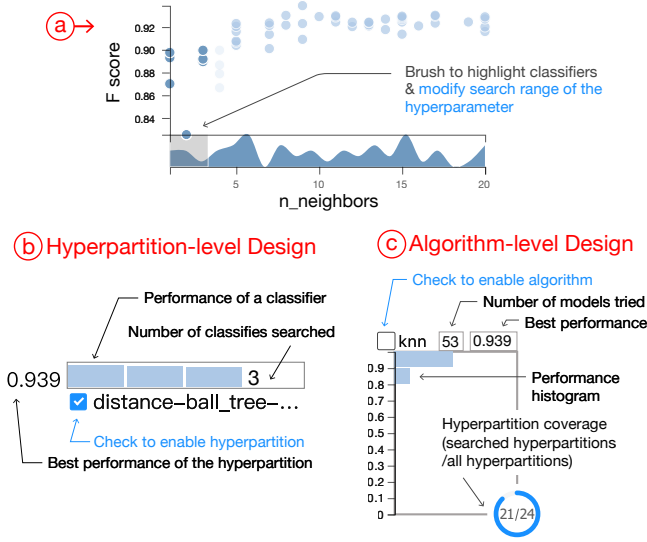 a
F score
0.92
0.90
0.88
0.86
0.84
Brush to highlight classifiers
& modify search range of the
hyperparameter
5
10
15
20
n_neighbors
b Hyperpartition-level Design
Performance of a classifier
Number of classifies searched
0.939
3
distance-ball_tree-...
Check to enable hyperpartition
Best performance of the hyperpartition
c Algorithm-level Design
Check to enable algorithm
Number of models tried
Best performance
knn
53
0.939
0.9
0.8
0.7
0.6
0.5
0.4
0.3
0.2
0.1
0
Performance
histogram
Hyperpartition coverage
(searched hyperpartitions
/all hyperpartitions)
21/24